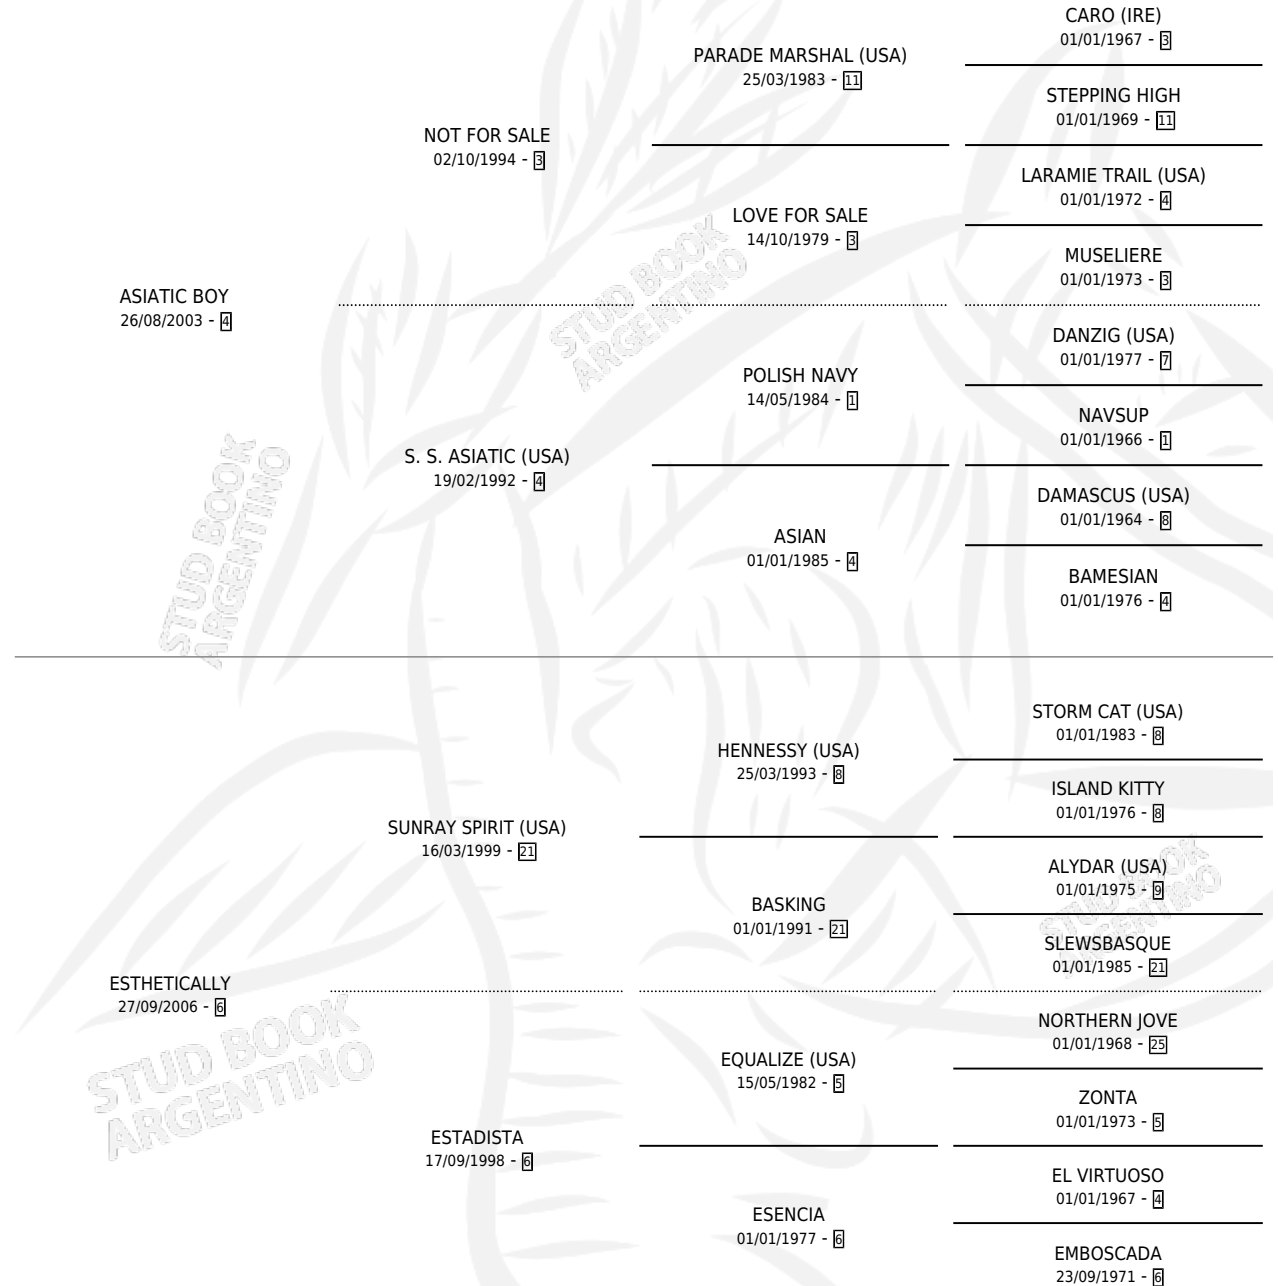 CARO (IRE)
01/01/1967 - 3
PARADE MARSHAL (USA)
25/03/1983 - 11
STEPPING HIGH
01/01/1969 - 11
NOT FOR SALE
02/10/1994 - 3
LARAMIE TRAIL (USA)
01/01/1972 - 4
LOVE FOR SALE
14/10/1979 - 3
MUSELIERE
01/01/1973 - 3
ASIATIC BOY
26/08/2003 - 4
DANZIG (USA)
01/01/1977 - 7
POLISH NAVY
14/05/1984 - 1
NAVSUP
01/01/1966 - 1
S. S. ASIATIC (USA)
19/02/1992 - 4
DAMASCUS (USA)
01/01/1964 - 8
ASIAN
01/01/1985 - 4
BAMESIAN
01/01/1976 - 4
STUD BOOK
ARGENTINO
STUD BOOK
ARGENTINO
STORM CAT (USA)
01/01/1983 - 8
HENNESSY (USA)
25/03/1993 - 8
ISLAND KITTY
01/01/1976 - 8
SUNRAY SPIRIT (USA)
16/03/1999 - 21
ALYDAR (USA)
01/01/1975 - 9
BASKING
01/01/1991 - 21
SLEWSBASQUE
01/01/1985 - 21
ESTHETICALLY
27/09/2006 - 6
NORTHERN JOVE
01/01/1968 - 25
EQUALIZE (USA)
15/05/1982 - 5
ZONTA
01/01/1973 - 5
ESTADISTA
17/09/1998 - 6
EL VIRTUOSO
01/01/1967 - 4
ESENCIA
01/01/1977 - 6
EMBOSCADA
23/09/1971 - 6
STUD BOOK
ARGENTINO
STUD BOOK
ARGENTINO